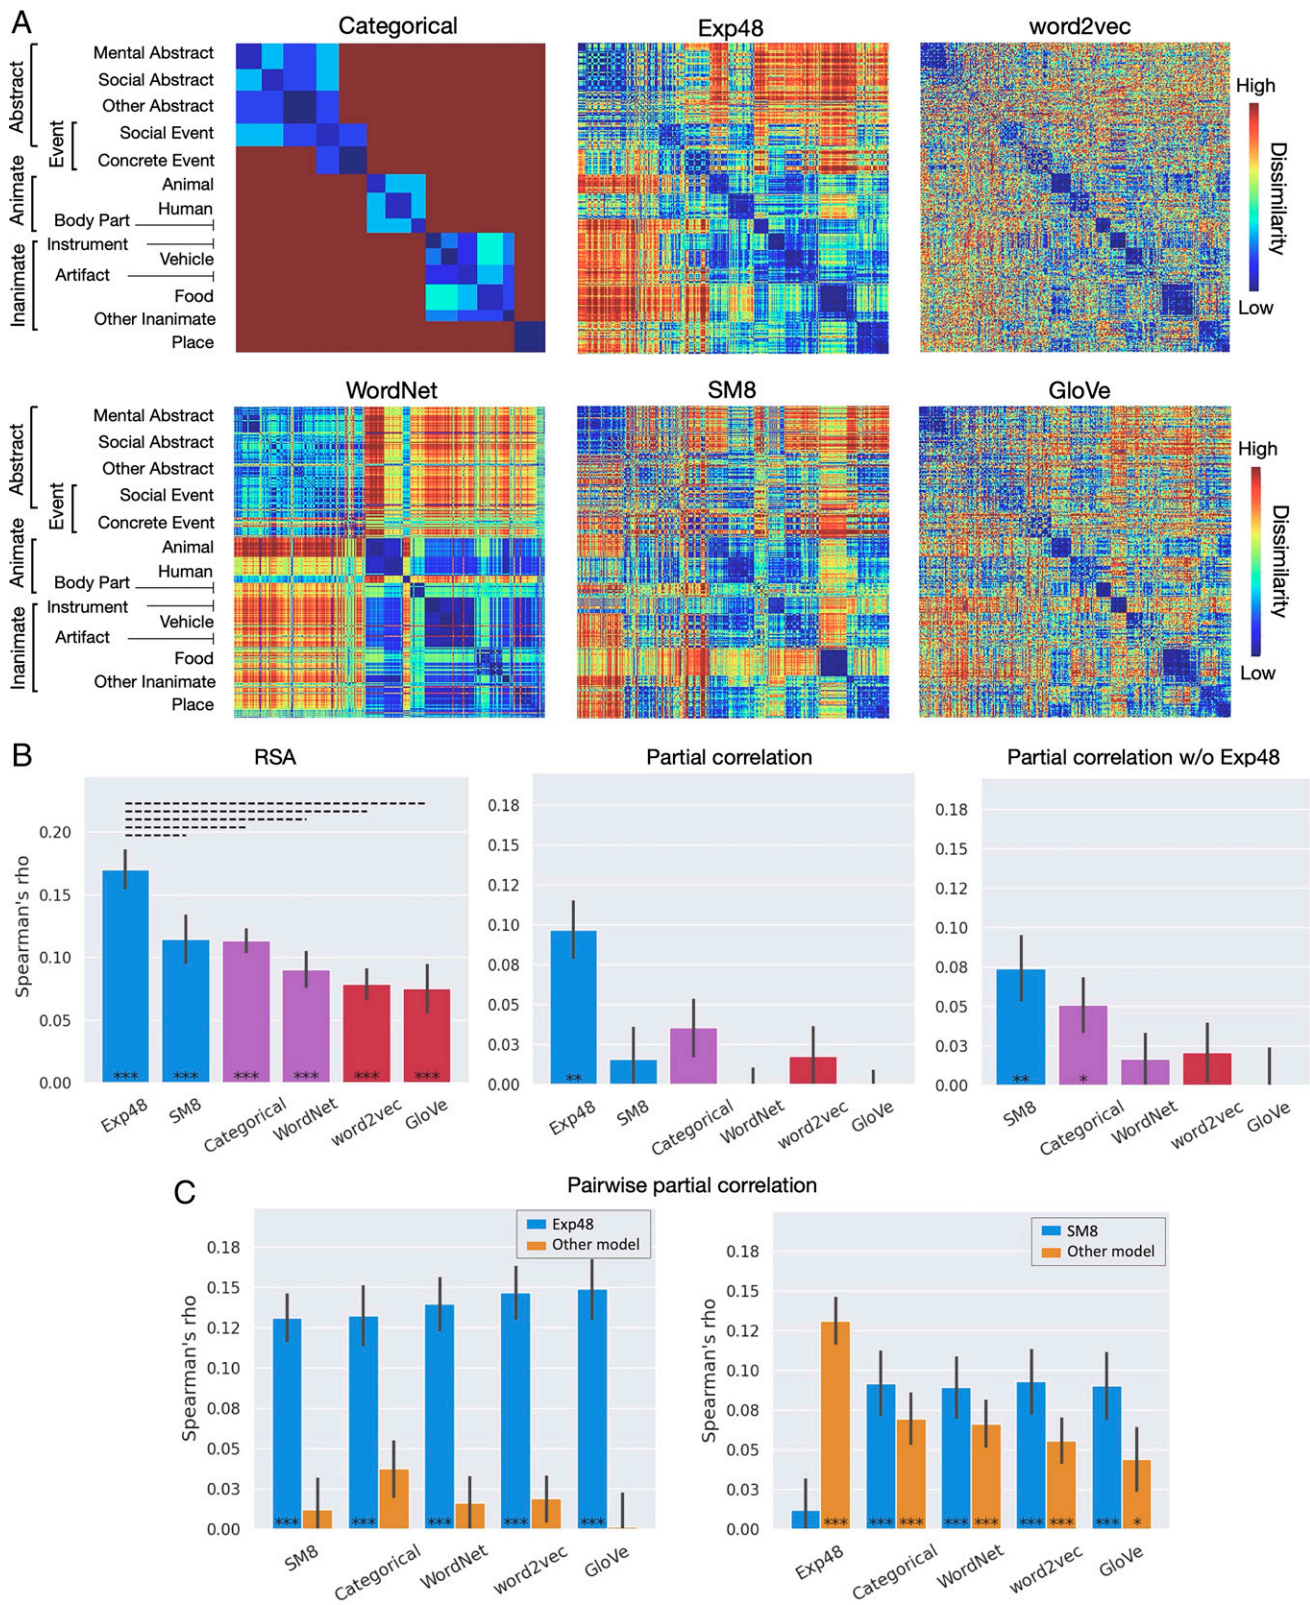 A
Categorical
Exp48
word2vec
Abstract
Event
Animate
Inanimate
Mental Abstract
Social Abstract
Other Abstract
Social Event
Concrete Event
Animal
Human
Body Part
Instrument
Vehicle
Artifact
Food
Other Inanimate
Place
High
Dissimilarity
Low
WordNet
SM8
GloVe
Abstract
Event
Animate
Inanimate
Mental Abstract
Social Abstract
Other Abstract
Social Event
Concrete Event
Animal
Human
Body Part
Instrument
Vehicle
Artifact
Food
Other Inanimate
Place
High
Dissimilarity
Low
B
RSA
Spearman's rho
0.20
0.15
0.10
0.05
0.00
*** *** *** *** *** ***
Exp48 SM8 Categorical WordNet word2vec GloVe
Partial correlation
0.18
0.15
0.12
0.10
0.08
0.05
0.03
0.00
**
Exp48 SM8 Categorical WordNet word2vec GloVe
Partial correlation w/o Exp48
0.18
0.15
0.12
0.10
0.08
0.05
0.03
0.00
** *
SM8 Categorical WordNet word2vec GloVe
C
Pairwise partial correlation
Exp48
Other model
Spearman's rho
0.18
0.15
0.12
0.10
0.08
0.05
0.03
0.00
*** *** *** *** ***
SM8 Categorical WordNet word2vec GloVe
SM8
Other model
Spearman's rho
0.18
0.15
0.12
0.10
0.08
0.05
0.03
0.00
*** *** *** *** *** *** *** *** *
Exp48 Categorical WordNet word2vec GloVe